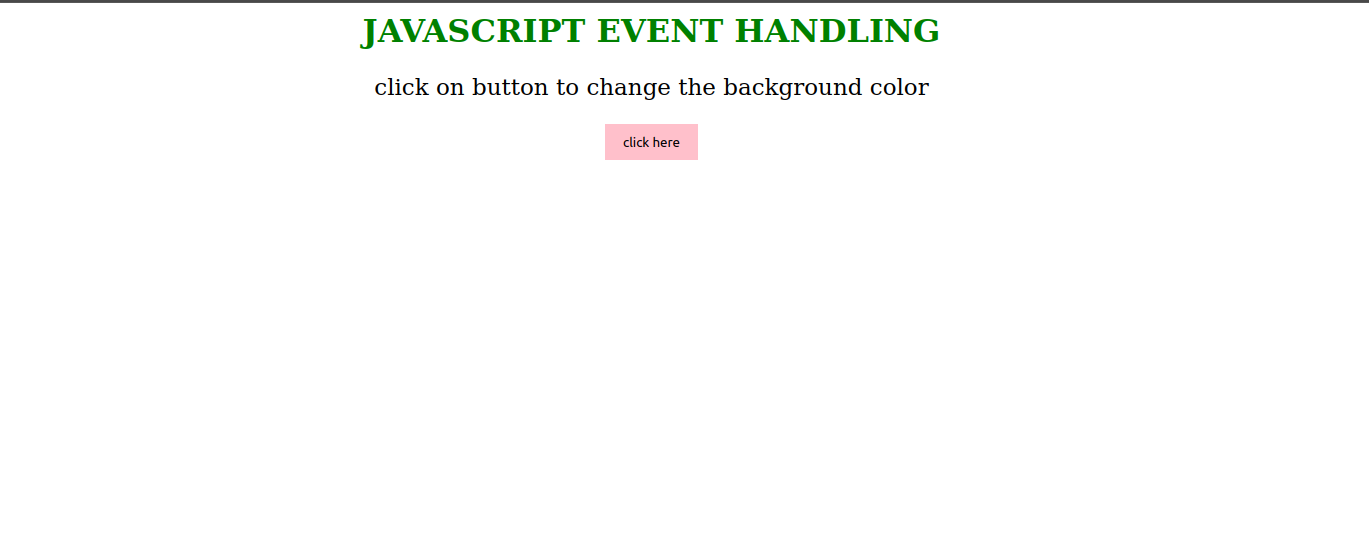 JAVASCRIPT EVENT HANDLING
click on button to change the background color
click here